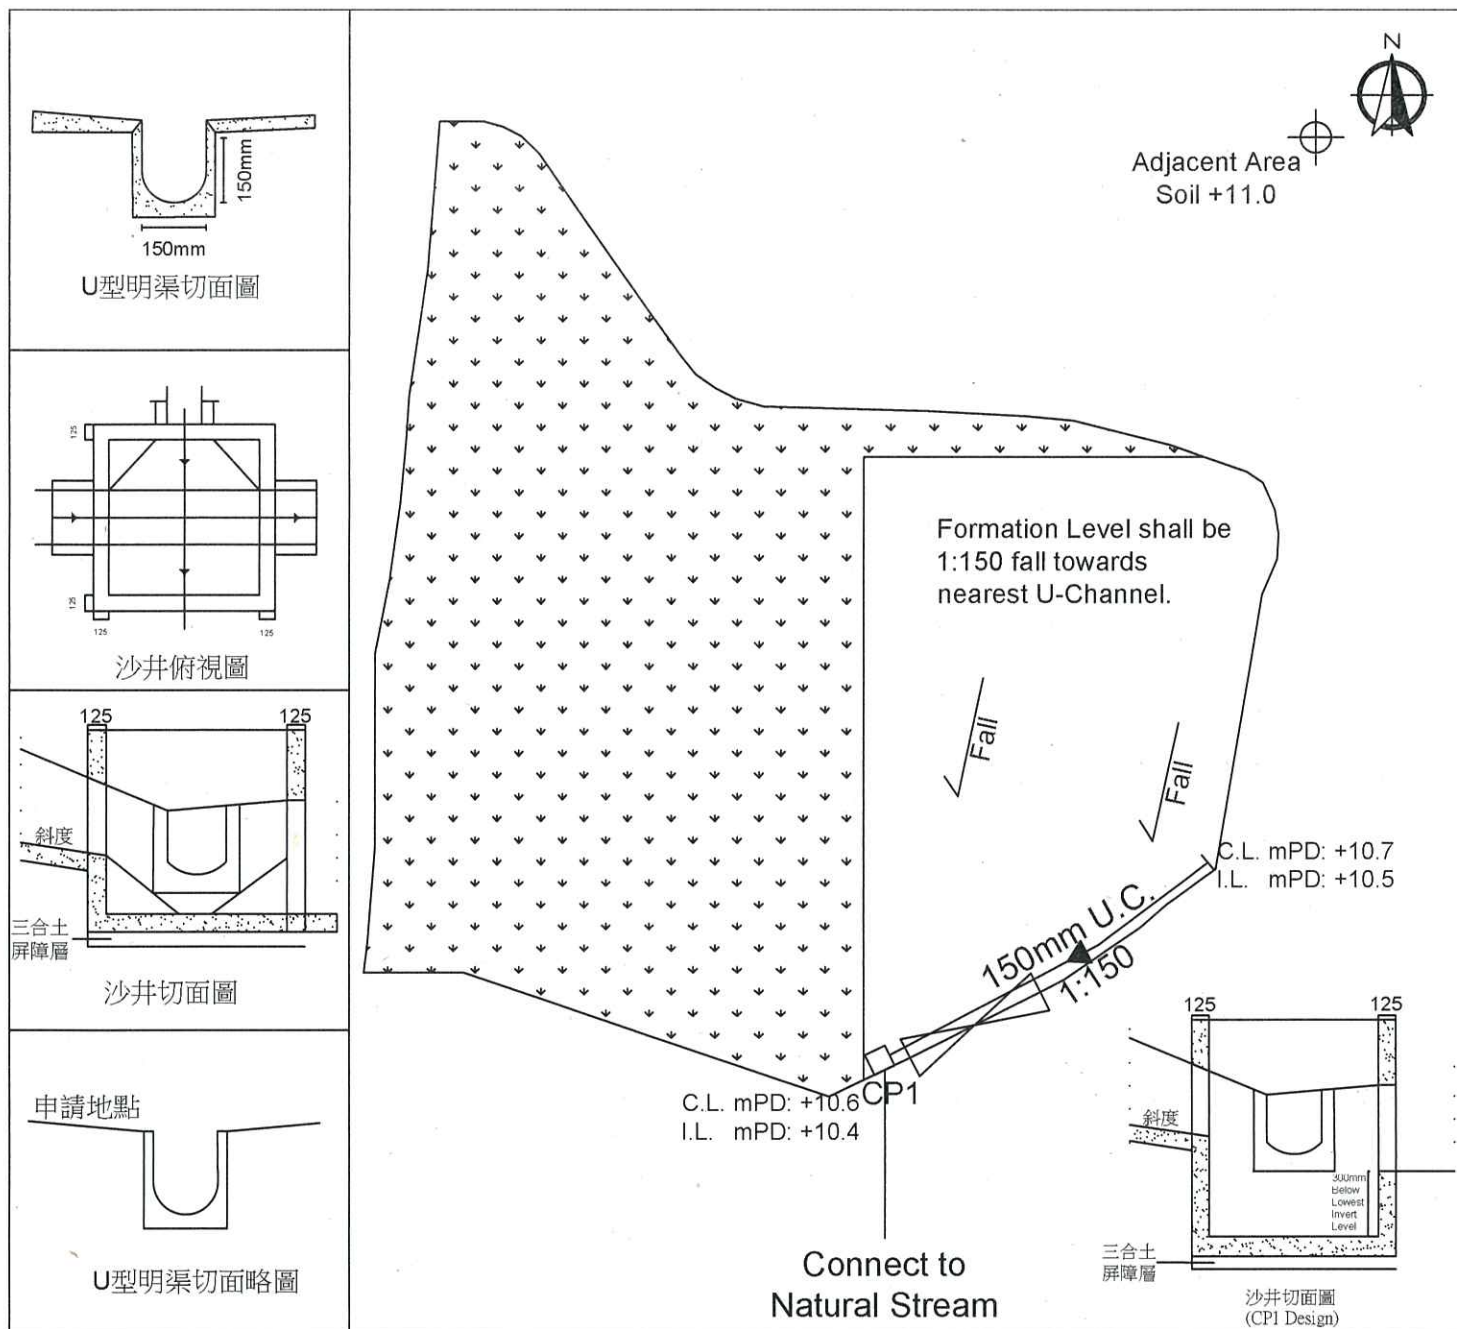 150mm
150mm
U型明渠切面圖
125
125
125
125
沙井俯視圖
125
125
斜度
三合土
屏障層
沙井切面圖
申請地點
U型明渠切面略圖
N
Adjacent Area
Soil +11.0
Formation Level shall be
1:150 fall towards
nearest U-Channel.
Fall
Fall
C.L. mPD: +10.7
I.L. mPD: +10.5
150mm U.C.
1:150
CP1
C.L. mPD: +10.6
I.L. mPD: +10.4
Connect to
Natural Stream
125
125
斜度
300mm
Below
Lowest
Invert
Level
三合土
屏障層
沙井切面圖
(CP1 Design)